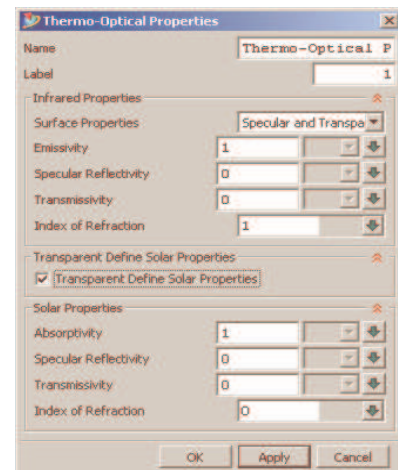 Thermo-Optical Properties
Name Thermo-Optical P
Label 1
Infrared Properties
Surface Properties Specular and Transpa
Emissivity 1
Specular Reflectivity 0
Transmissivity 0
Index of Refraction 1
Transparent Define Solar Properties
Transparent Define Solar Properties
Solar Properties
Absorptivity 1
Specular Reflectivity 0
Transmissivity 0
Index of Refraction 0
OK Apply Cancel